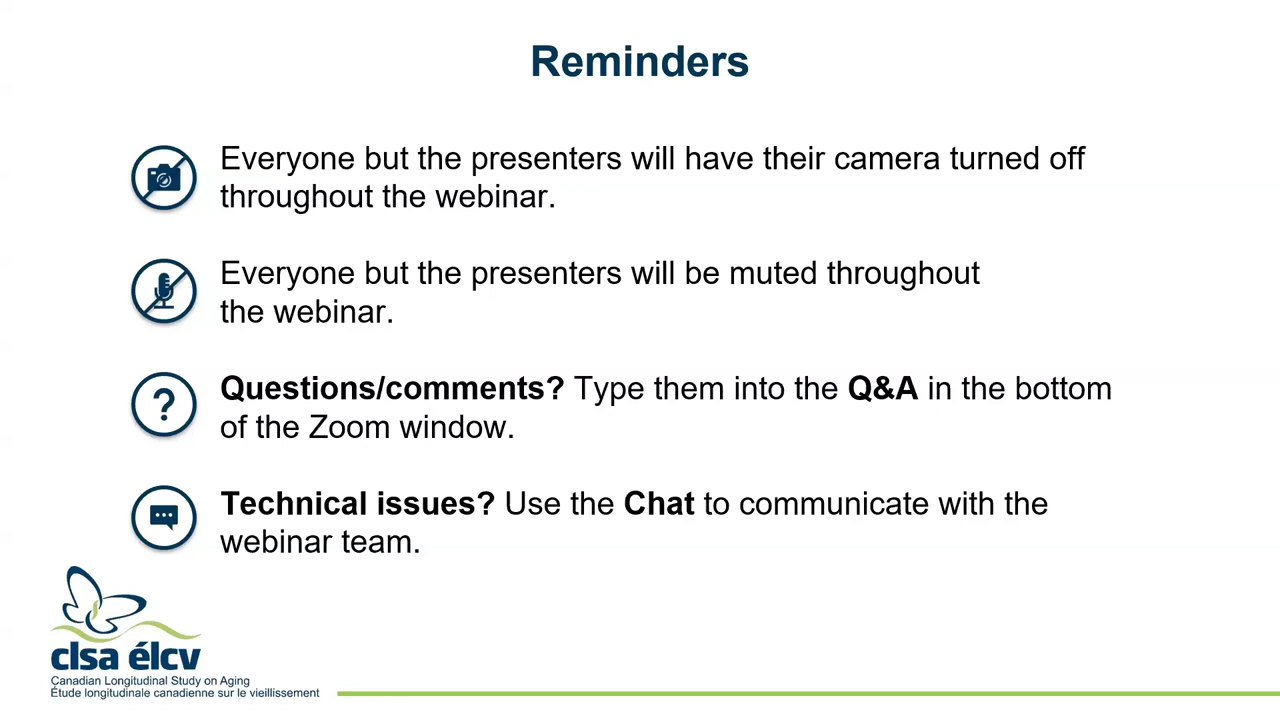 Reminders
Everyone but the presenters will have their camera turned off
throughout the webinar.
Everyone but the presenters will be muted throughout
the webinar.
?
Questions/comments? Type them into the Q&A in the bottom
of the Zoom window.
Technical issues? Use the Chat to communicate with the
webinar team.
clsa élcv
Canadian Longitudinal Study on Aging
Étude longitudinale canadienne sur le vieillissement